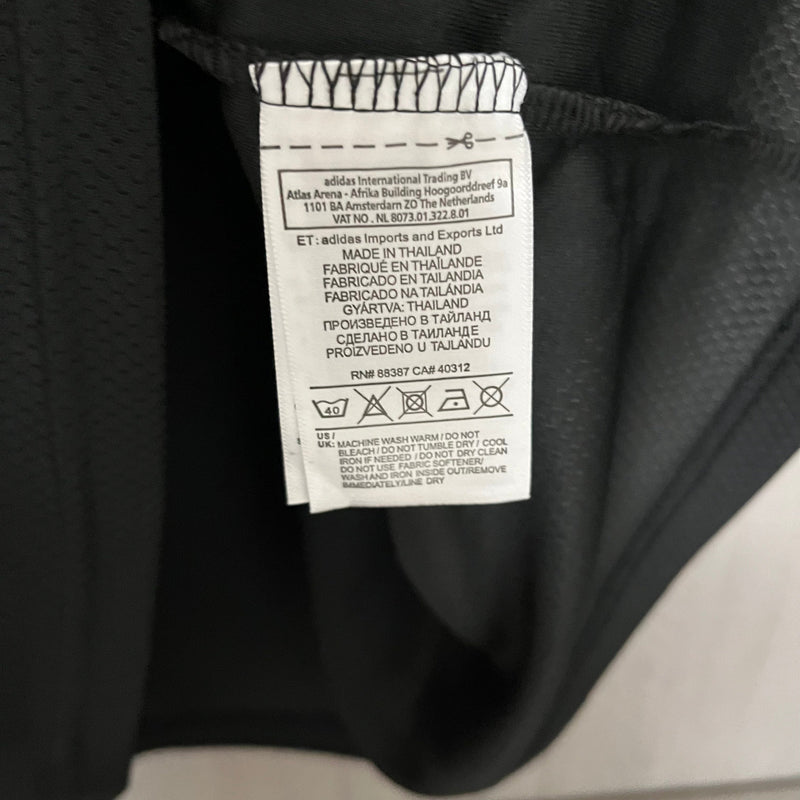 adidas International Trading BV
Atlas Arena - Afrika Building Hoogoorddreef 9a
1101 BA Amsterdam ZO The Netherlands
VAT NO . NL 8073.01.322.8.01
ET: adidas Imports and Exports Ltd
MADE IN THAILAND
FABRIQUÉ EN THAÏLANDE
FABRICADO EN TAILANDIA
FABRICADO NA TAILÂNDIA
GYÁRTVA: THAILAND
ПРОИЗВЕДЕНО В ТАЙЛАНД
СДЕЛАНО В ТАИЛАНДЕ
PROIZVEDENO U TAJLANDU
RN# 88387 CA# 40312
40
US /
UK: MACHINE WASH WARM / DO NOT
BLEACH / DO NOT TUMBLE DRY / COOL
IRON IF NEEDED / DO NOT DRY CLEAN
DO NOT USE FABRIC SOFTENER/
WASH AND IRON INSIDE OUT/REMOVE
IMMEDIATELY/LINE DRY